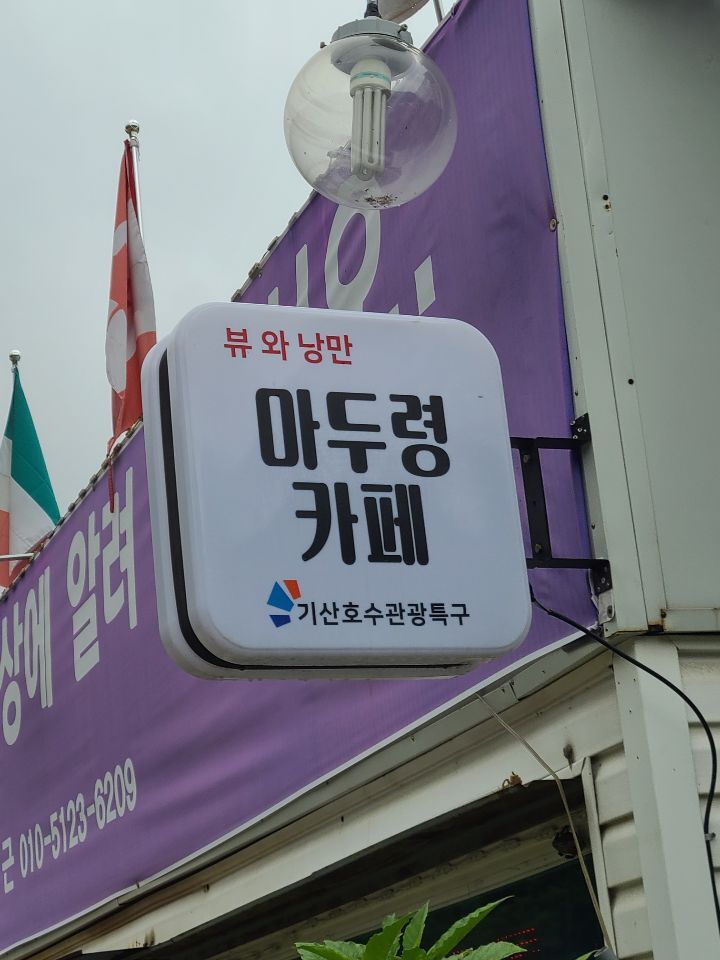 뷰 와 낭만
마두령
카페
기산호수관광특구
상에 알려
근 010-5123-6209